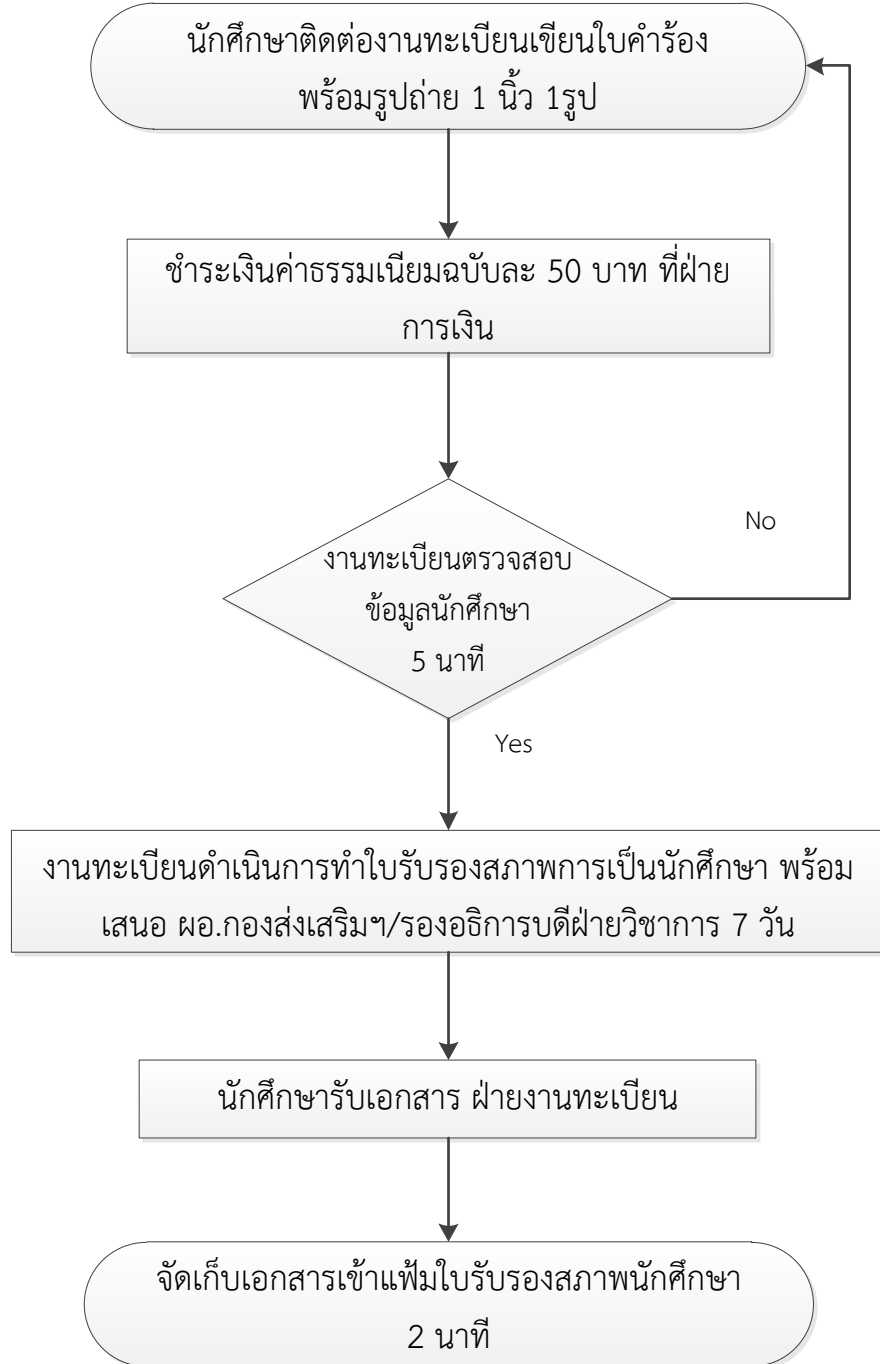 นักศึกษาติดต่องานทะเบียนเขียนใบคำร้อง
พร้อมรูปถ่าย 1 นิ้ว 1รูป
ชำระเงินค่าธรรมเนียมฉบับละ 50 บาท ที่ฝ่าย
การเงิน
No
งานทะเบียนตรวจสอบ
ข้อมูลนักศึกษา
5 นาที
Yes
งานทะเบียนดำเนินการทำใบรับรองสภาพการเป็นนักศึกษา พร้อม
เสนอ ผอ.กองส่งเสริมฯ/รองอธิการบดีฝ่ายวิชาการ 7 วัน
นักศึกษารับเอกสาร ฝ่ายงานทะเบียน
จัดเก็บเอกสารเข้าแฟ้มใบรับรองสภาพนักศึกษา
2 นาที